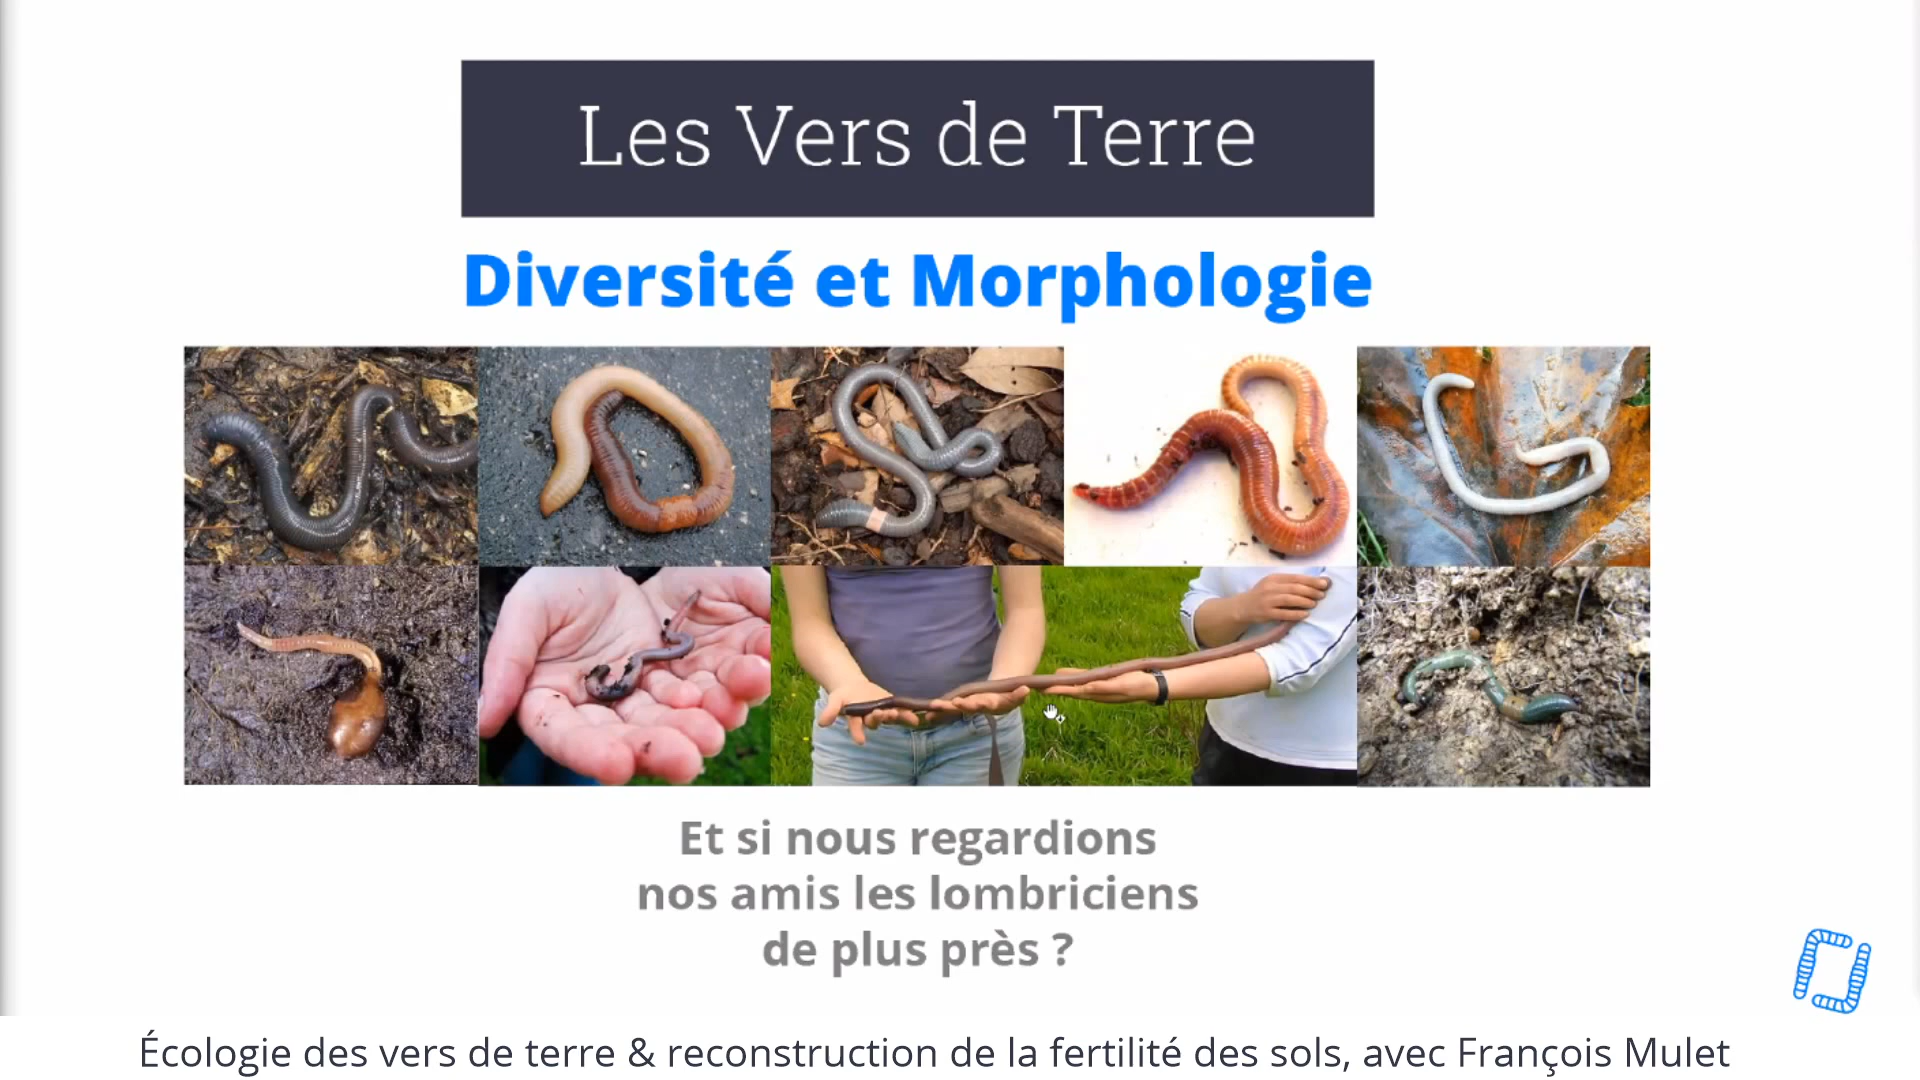 Les Vers de Terre
Diversité et Morphologie
Et si nous regardions
nos amis les lombriciens
de plus près ?
Écologie des vers de terre & reconstruction de la fertilité des sols, avec François Mulet